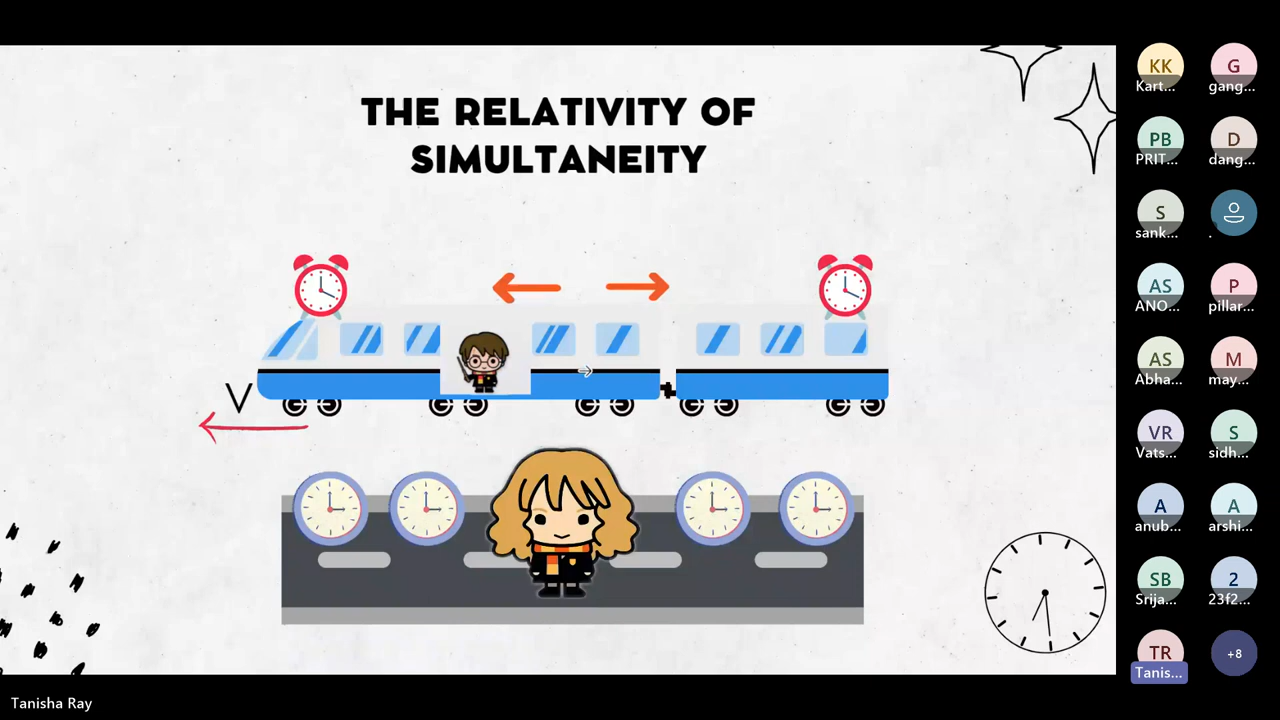 THE RELATIVITY OF
SIMULTANEITY
V
KK
Kart...
G
gang...
PB
PRIT...
D
dang...
S
sank...
.
AS
ANO...
P
pillar...
AS
Abha...
M
may...
VR
Vats...
S
sidh...
A
anub...
A
arshi...
SB
Srija...
2
23f2...
TR
Tanis...
+8
Tanisha Ray